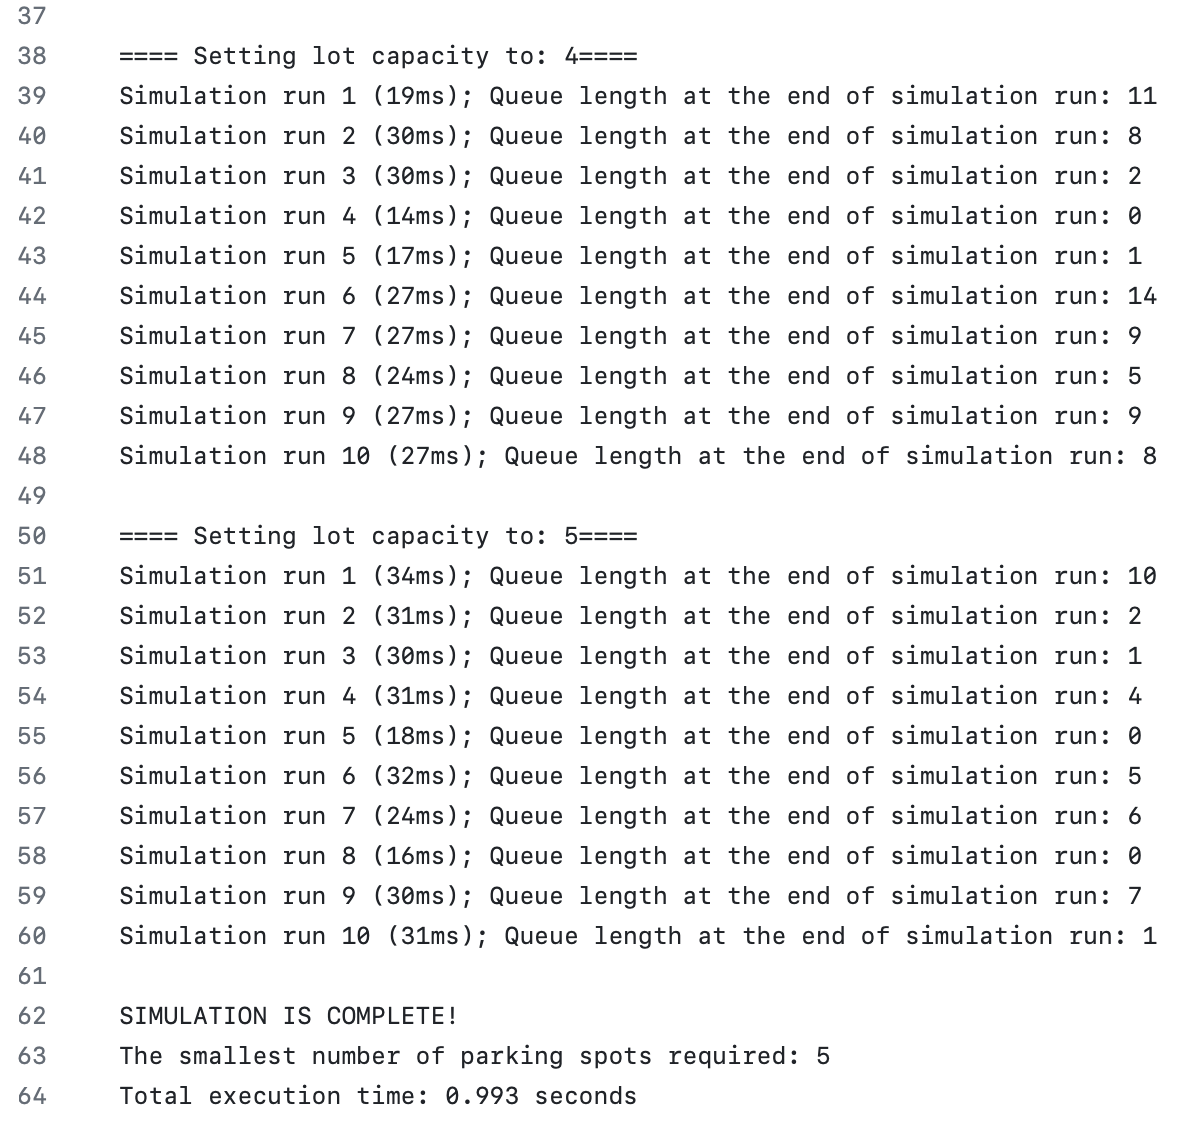 37
38 ==== Setting lot capacity to: 4====
39 Simulation run 1 (19ms); Queue length at the end of simulation run: 11
40 Simulation run 2 (30ms); Queue length at the end of simulation run: 8
41 Simulation run 3 (30ms); Queue length at the end of simulation run: 2
42 Simulation run 4 (14ms); Queue length at the end of simulation run: 0
43 Simulation run 5 (17ms); Queue length at the end of simulation run: 1
44 Simulation run 6 (27ms); Queue length at the end of simulation run: 14
45 Simulation run 7 (27ms); Queue length at the end of simulation run: 9
46 Simulation run 8 (24ms); Queue length at the end of simulation run: 5
47 Simulation run 9 (27ms); Queue length at the end of simulation run: 9
48 Simulation run 10 (27ms); Queue length at the end of simulation run: 8
49
50 ==== Setting lot capacity to: 5====
51 Simulation run 1 (34ms); Queue length at the end of simulation run: 10
52 Simulation run 2 (31ms); Queue length at the end of simulation run: 2
53 Simulation run 3 (30ms); Queue length at the end of simulation run: 1
54 Simulation run 4 (31ms); Queue length at the end of simulation run: 4
55 Simulation run 5 (18ms); Queue length at the end of simulation run: 0
56 Simulation run 6 (32ms); Queue length at the end of simulation run: 5
57 Simulation run 7 (24ms); Queue length at the end of simulation run: 6
58 Simulation run 8 (16ms); Queue length at the end of simulation run: 0
59 Simulation run 9 (30ms); Queue length at the end of simulation run: 7
60 Simulation run 10 (31ms); Queue length at the end of simulation run: 1
61
62 SIMULATION IS COMPLETE!
63 The smallest number of parking spots required: 5
64 Total execution time: 0.993 seconds